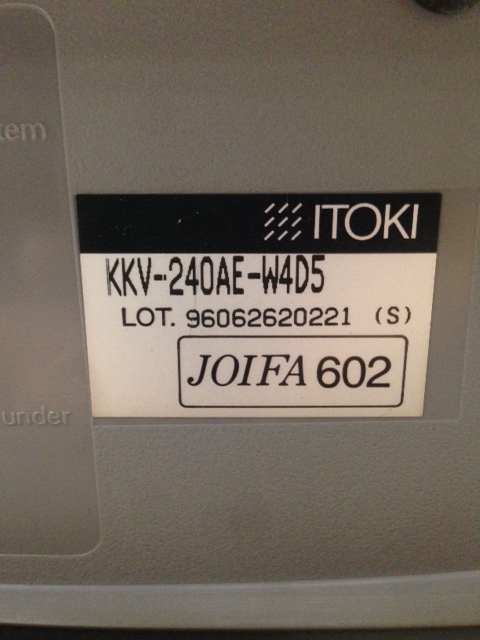 tem
ITOKI
KKV-240AE-W4D5
LOT. 96062620221 (S)
JOIFA 602
under